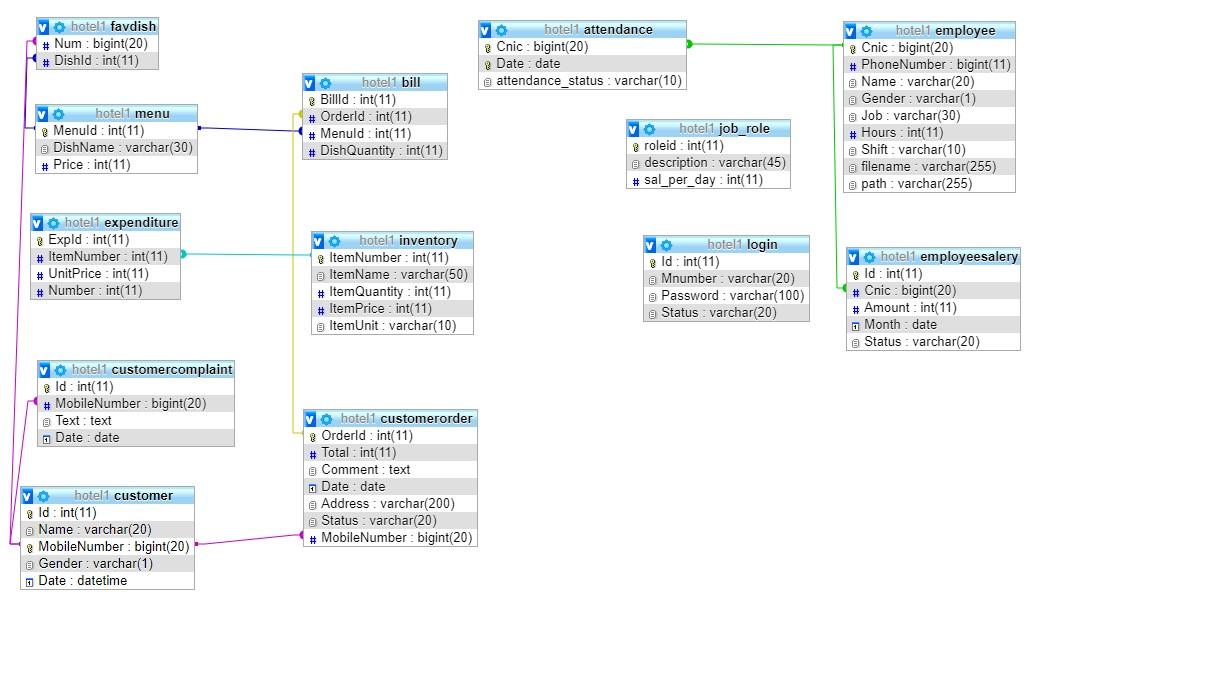 hotel1 favdish
Num : bigint(20)
DishId : int(11)
hotel1 menu
MenuId : int(11)
DishName : varchar(30)
Price : int(11)
hotel1 expenditure
ExpId : int(11)
ItemNumber : int(11)
UnitPrice : int(11)
Number : int(11)
hotel1 customercomplaint
Id : int(11)
MobileNumber : bigint(20)
Text : text
Date : date
hotel1 customer
Id : int(11)
Name : varchar(20)
MobileNumber : bigint(20)
Gender : varchar(1)
Date : datetime
hotel1 bill
BillId : int(11)
OrderId : int(11)
MenuId : int(11)
DishQuantity : int(11)
hotel1 inventory
ItemNumber : int(11)
ItemName : varchar(50)
ItemQuantity : int(11)
ItemPrice : int(11)
ItemUnit : varchar(10)
hotel1 customerorder
OrderId : int(11)
Total : int(11)
Comment : text
Date : date
Address : varchar(200)
Status : varchar(20)
MobileNumber : bigint(20)
hotel1 attendance
Cnic : bigint(20)
Date : date
attendance_status : varchar(10)
hotel1 job_role
roleid : int(11)
description : varchar(45)
sal_per_day : int(11)
hotel1 login
Id : int(11)
Mnumber : varchar(20)
Password : varchar(100)
Status : varchar(20)
hotel1 employee
Cnic : bigint(20)
PhoneNumber : bigint(11)
Name : varchar(20)
Gender : varchar(1)
Job : varchar(30)
Hours : int(11)
Shift : varchar(10)
filename : varchar(255)
path : varchar(255)
hotel1 employeesalery
Id : int(11)
Cnic : bigint(20)
Amount : int(11)
Month : date
Status : varchar(20)